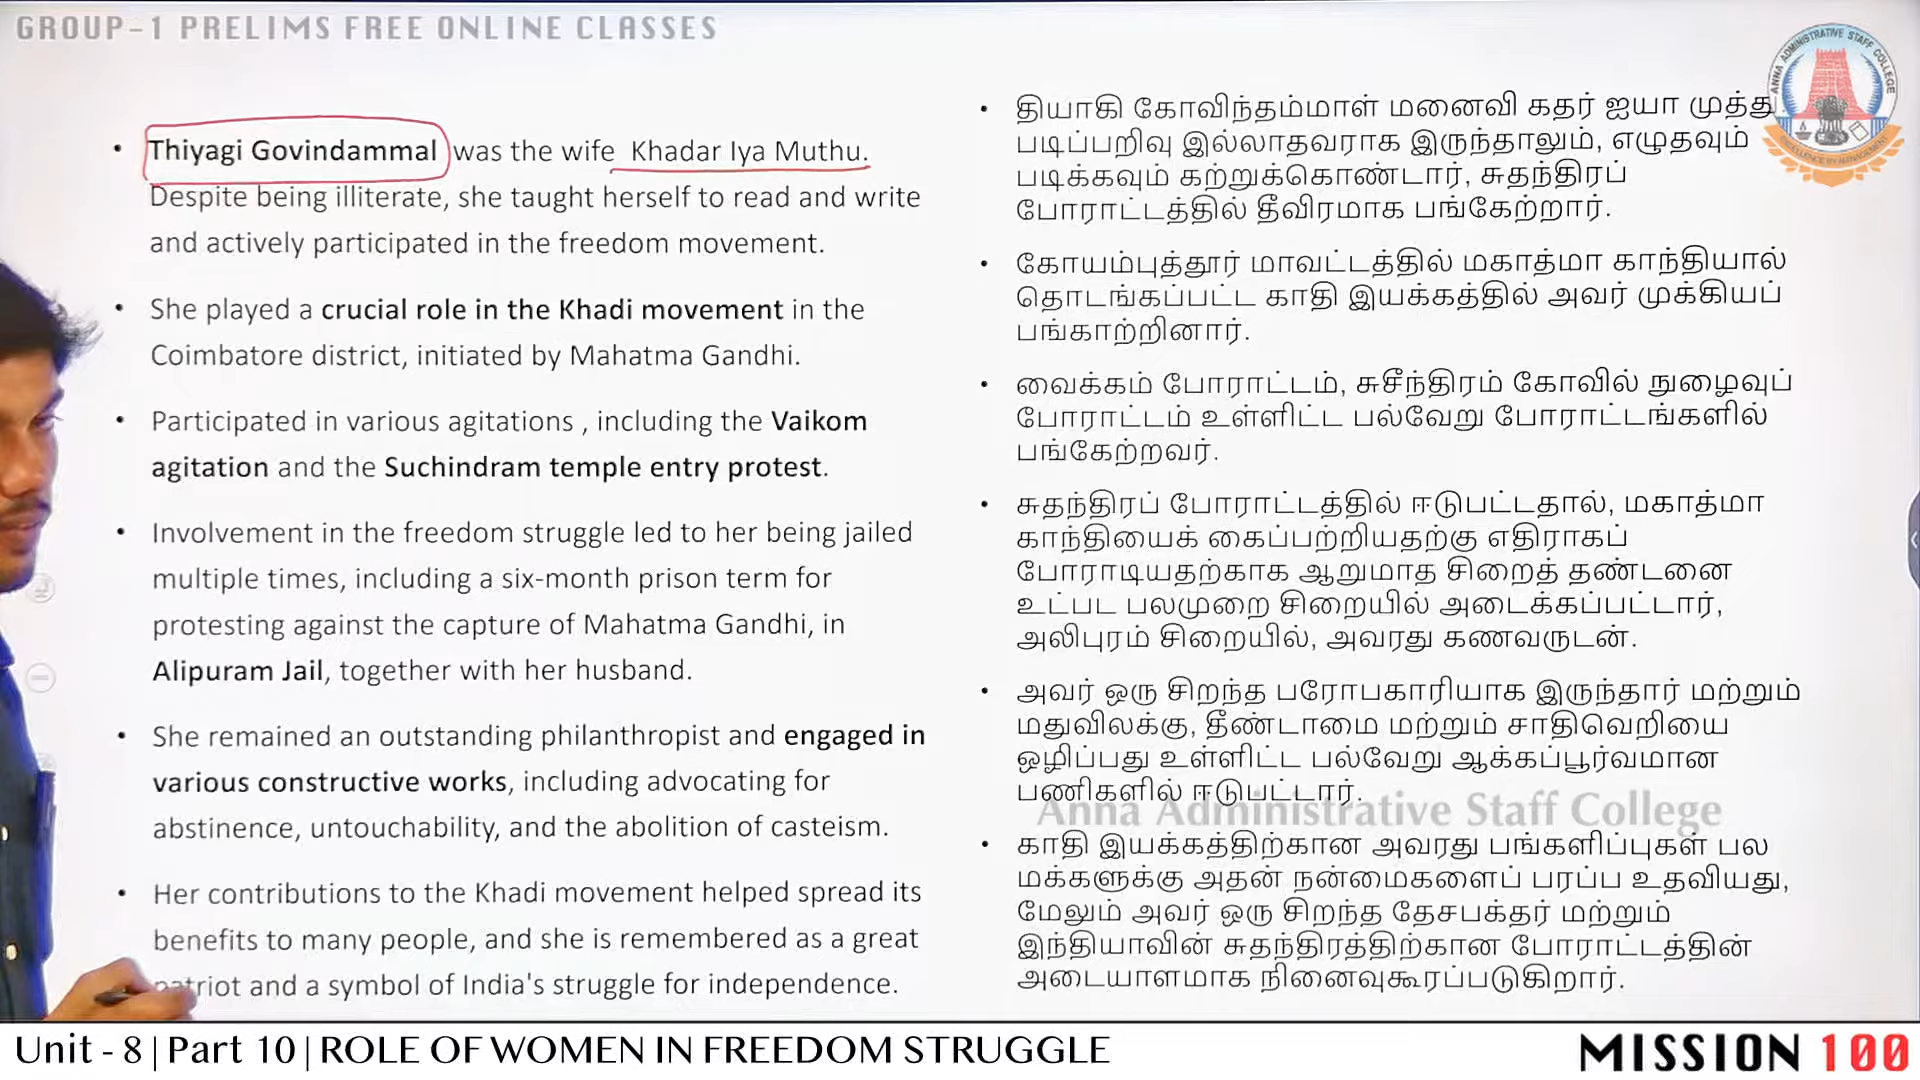 GROUP-1 PRELIMS FREE ONLINE CLASSES
ANNA ADMINISTRATIVE STAFF COLLEGE
• Thiyagi Govindammal was the wife Khadar Iya Muthu.
Despite being illiterate, she taught herself to read and write
and actively participated in the freedom movement.
• She played a crucial role in the Khadi movement in the
Coimbatore district, initiated by Mahatma Gandhi.
• Participated in various agitations , including the Vaikom
agitation and the Suchindram temple entry protest.
• Involvement in the freedom struggle led to her being jailed
multiple times, including a six-month prison term for
protesting against the capture of Mahatma Gandhi, in
Alipuram Jail, together with her husband.
• She remained an outstanding philanthropist and engaged in
various constructive works, including advocating for
abstinence, untouchability, and the abolition of casteism.
• Her contributions to the Khadi movement helped spread its
benefits to many people, and she is remembered as a great
patriot and a symbol of India's struggle for independence.
• தியாகி கோவிந்தம்மாள் மனைவி கதர் ஐயா முத்து
படிப்பறிவு இல்லாதவராக இருந்தாலும், எழுதவும்
படிக்கவும் கற்றுக்கொண்டார், சுதந்திரப்
போராட்டத்தில் தீவிரமாக பங்கேற்றார்.
• கோயம்புத்தூர் மாவட்டத்தில் மகாத்மா காந்தியால்
தொடங்கப்பட்ட காதி இயக்கத்தில் அவர் முக்கியப்
பங்காற்றினார்.
• வைக்கம் போராட்டம், சுசீந்திரம் கோவில் நுழைவுப்
போராட்டம் உள்ளிட்ட பல்வேறு போராட்டங்களில்
பங்கேற்றவர்.
• சுதந்திரப் போராட்டத்தில் ஈடுபட்டதால், மகாத்மா
காந்தியைக் கைப்பற்றியதற்கு எதிராகப்
போராடியதற்காக ஆறுமாத சிறைத் தண்டனை
உட்பட பலமுறை சிறையில் அடைக்கப்பட்டார்,
அலிபுரம் சிறையில், அவரது கணவருடன்.
• அவர் ஒரு சிறந்த பரோபகாரியாக இருந்தார் மற்றும்
மதுவிலக்கு, தீண்டாமை மற்றும் சாதிவெறியை
ஒழிப்பது உள்ளிட்ட பல்வேறு ஆக்கப்பூர்வமான
பணிகளில் ஈடுபட்டார்.
Anna Administrative Staff College
• காதி இயக்கத்திற்கான அவரது பங்களிப்புகள் பல
மக்களுக்கு அதன் நன்மைகளைப் பரப்ப உதவியது,
மேலும் அவர் ஒரு சிறந்த தேசபக்தர் மற்றும்
இந்தியாவின் சுதந்திரத்திற்கான போராட்டத்தின்
அடையாளமாக நினைவுகூரப்படுகிறார்.
Unit - 8 | Part 10 | ROLE OF WOMEN IN FREEDOM STRUGGLE
MISSION 100